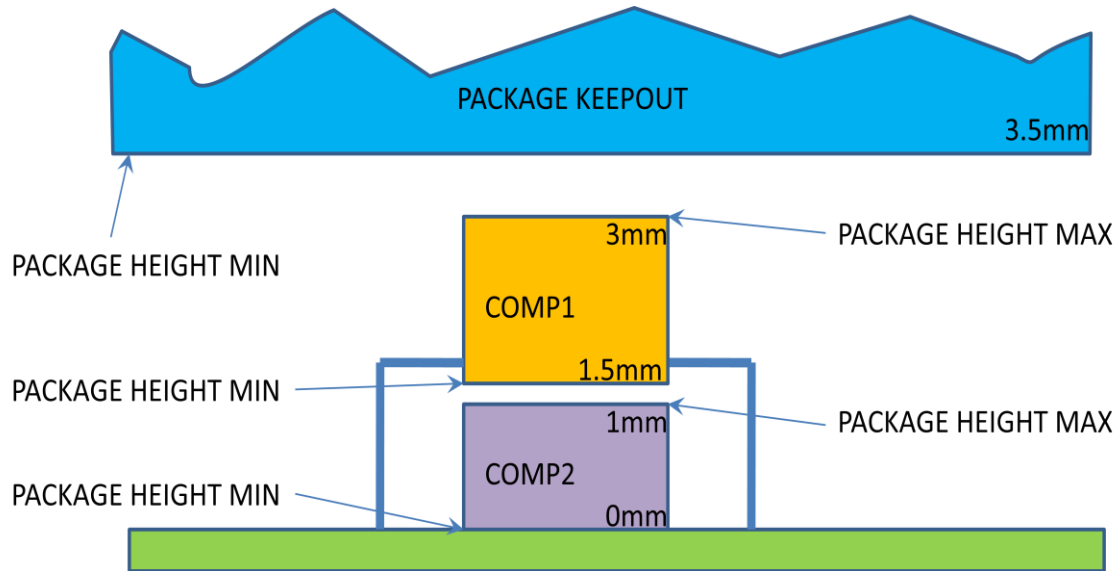 PACKAGE KEEPOUT
3.5mm
PACKAGE HEIGHT MIN
3mm
PACKAGE HEIGHT MAX
COMP1
1.5mm
PACKAGE HEIGHT MIN
1mm
PACKAGE HEIGHT MAX
COMP2
PACKAGE HEIGHT MIN
0mm